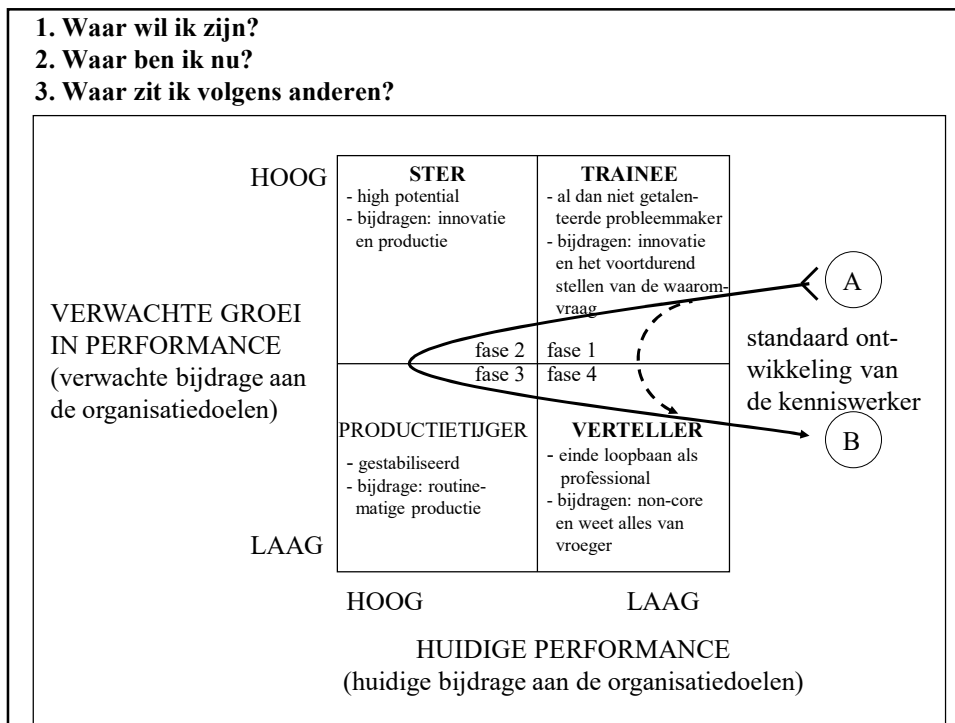 1. Waar wil ik zijn?
2. Waar ben ik nu?
3. Waar zit ik volgens anderen?
HOOG
STER
- high potential
- bijdragen: innovatie
en productie
TRAINEE
- al dan niet getalen-
teerde probleemmaker
- bijdragen: innovatie
en het voortdurend
stellen van de waarom-
vraag
A
VERWACHTE GROEI
IN PERFORMANCE
(verwachte bijdrage aan
de organisatiedoelen)
fase 2
fase 1
fase 3
fase 4
standaard ont-
wikkeling van
de kenniswerker
B
PRODUCTIETIJGER
- gestabiliseerd
- bijdrage: routine-
matige productie
VERTELLER
- einde loopbaan als
professional
- bijdragen: non-core
en weet alles van
vroeger
LAAG
HOOG
LAAG
HUIDIGE PERFORMANCE
(huidige bijdrage aan de organisatiedoelen)